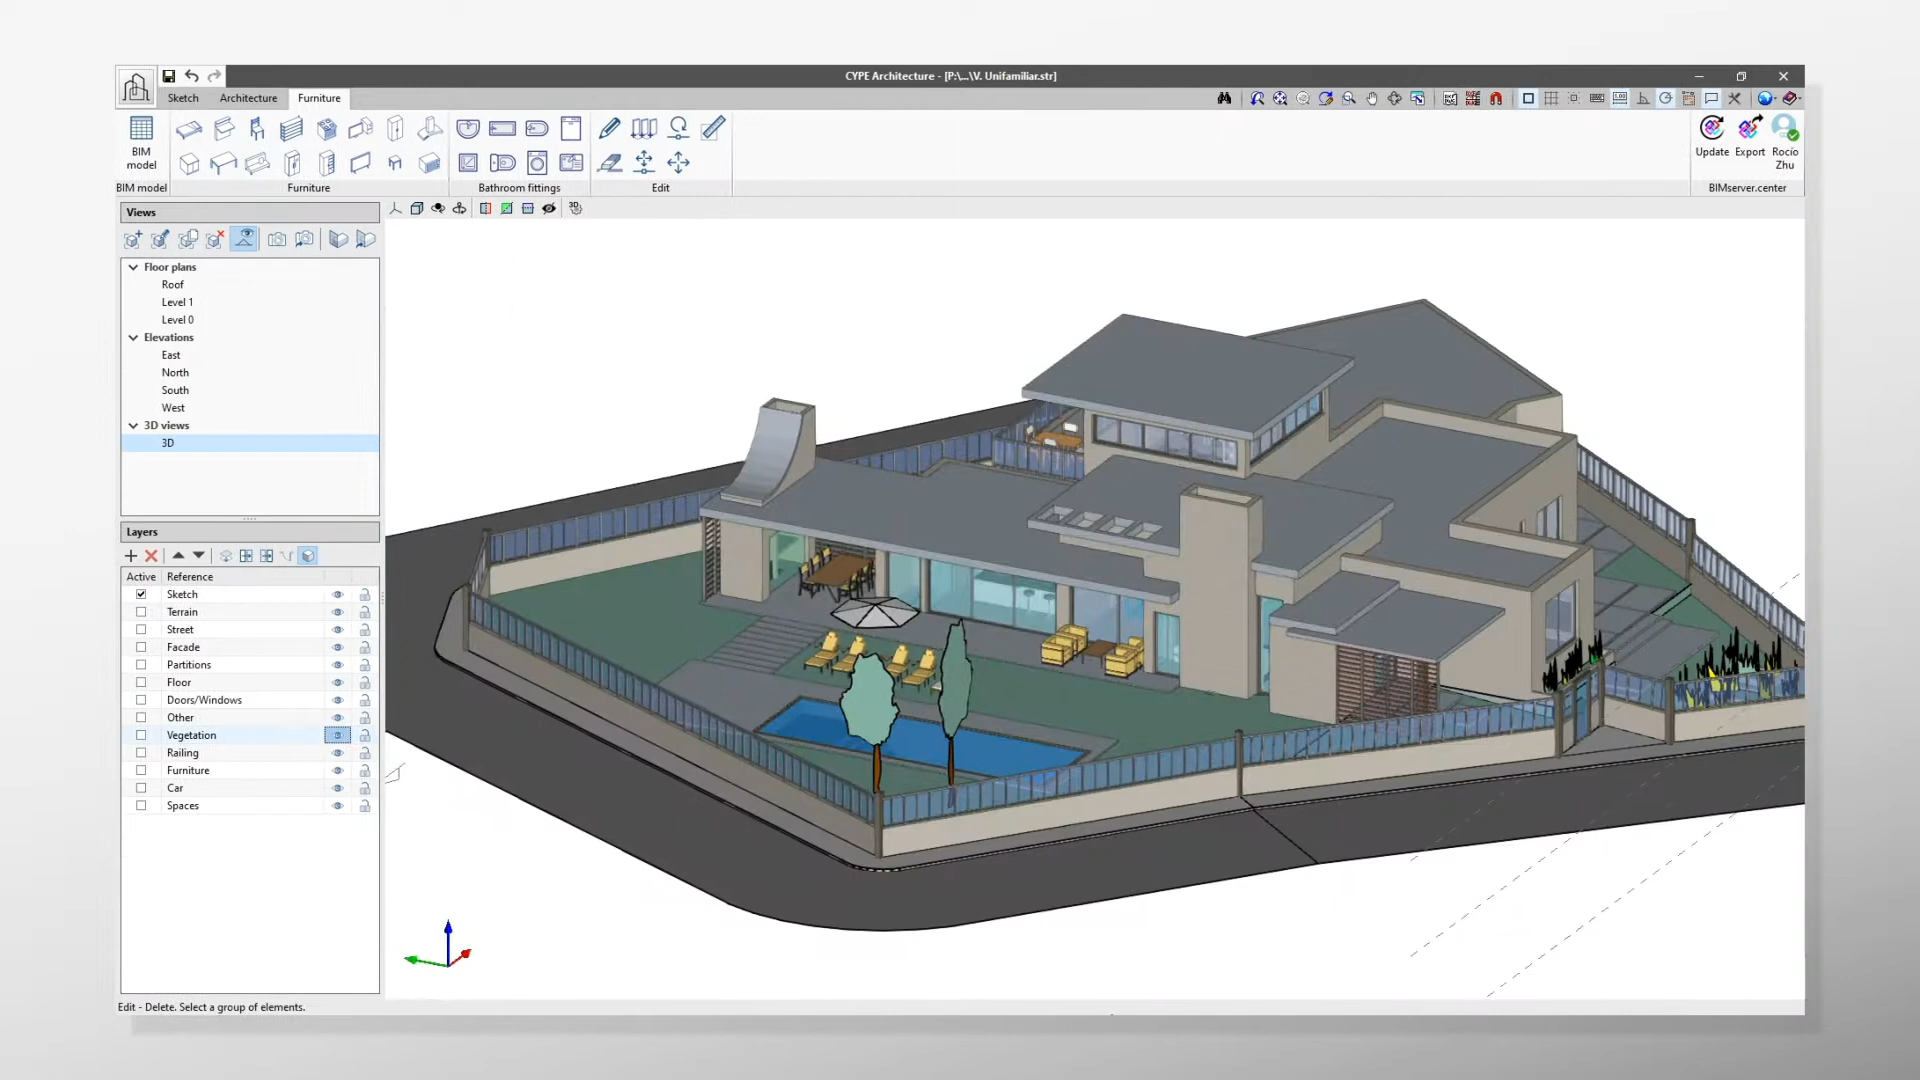 CYPE Architecture - [P:\...\V. Unifamiliar.str]
Sketch
Architecture
Furniture
BIM
model
Update
Export
Rocío
Zhu
BIM model
Furniture
Bathroom fittings
Edit
BIMserver.center
Views
3D
Floor plans
Roof
Level 1
Level 0
Elevations
East
North
South
West
3D views
3D
Layers
Active
Reference
Sketch
Terrain
Street
Facade
Partitions
Floor
Doors/Windows
Other
Vegetation
Railing
Furniture
Car
Spaces
Edit - Delete. Select a group of elements.